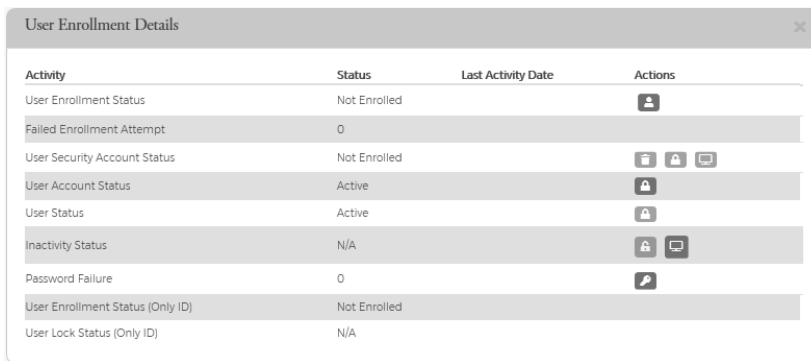 User Enrollment Details
Activity Status Last Activity Date Actions
User Enrollment Status Not Enrolled
Failed Enrollment Attempt 0
User Security Account Status Not Enrolled
User Account Status Active
User Status Active
Inactivity Status N/A
Password Failure 0
User Enrollment Status (Only ID) Not Enrolled
User Lock Status (Only ID) N/A